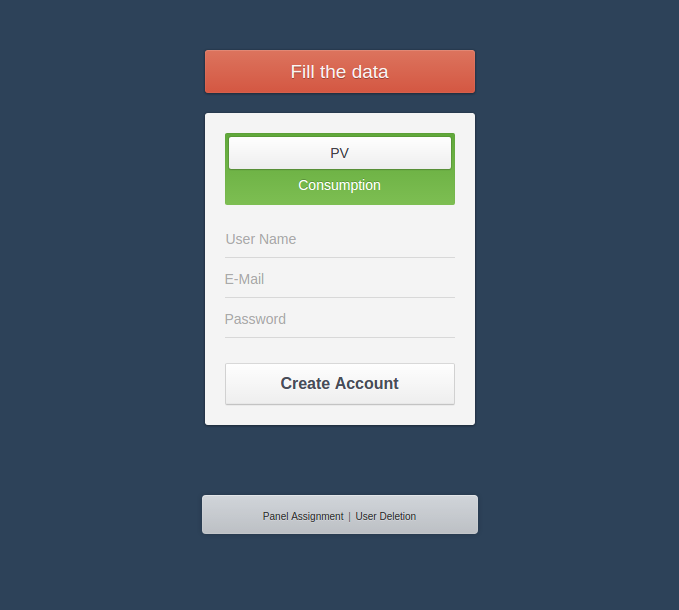 Fill the data
PV
Consumption
User Name
E-Mail
Password
Create Account
Panel Assignment | User Deletion